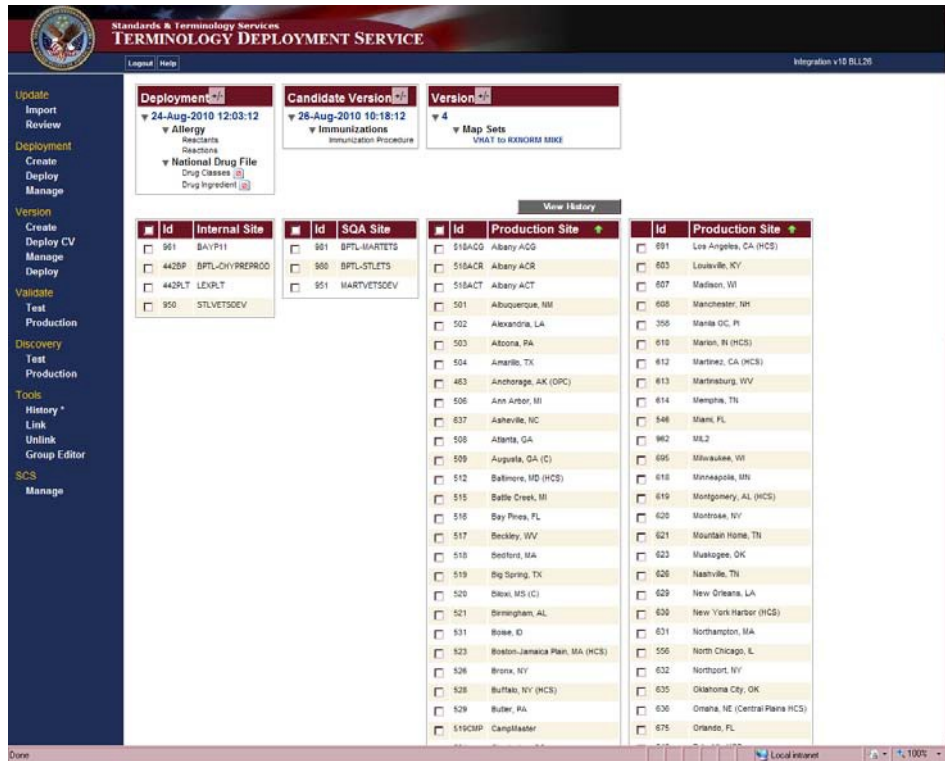 Standards & Terminology Services
TERMINOLOGY DEPLOYMENT SERVICE
Logout Help
Integration v10 BLL26
Update
Import
Review
Deployment
Create
Deploy
Manage
Version
Create
Deploy CV
Manage
Deploy
Validate
Test
Production
Discovery
Test
Production
Tools
History *
Link
Unlink
Group Editor
SCS
Manage
Deployment +/-
24-Aug-2010 12:03:12
Allergy
Reactants
Reactions
National Drug File
Drug Classes
Drug Ingredient
Candidate Version +/-
26-Aug-2010 10:18:12
Immunizations
Immunization Procedure
Version +/-
4
Map Sets
VHAT to RXNORM MIKE
View History
Id Internal Site
961 BAYP11
442BP BPTL-CHYPREPROD
442PLT LEXPLT
950 STLVETSDEV
Id SQA Site
981 BPTL-MARTETS
980 BPTL-STLETS
951 MARTVETSDEV
Id Production Site
518ACG Albany ACG
518ACR Albany ACR
518ACT Albany ACT
501 Albuquerque, NM
502 Alexandria, LA
503 Altoona, PA
504 Amarillo, TX
463 Anchorage, AK (OPC)
506 Ann Arbor, MI
637 Asheville, NC
508 Atlanta, GA
509 Augusta, GA (C)
512 Baltimore, MD (HCS)
515 Battle Creek, MI
516 Bay Pines, FL
517 Beckley, WV
518 Bedford, MA
519 Big Spring, TX
520 Biloxi, MS (C)
521 Birmingham, AL
531 Boise, ID
523 Boston-Jamaica Plain, MA (HCS)
526 Bronx, NY
528 Buffalo, NY (HCS)
529 Butler, PA
519CMP CampMaster
Id Production Site
691 Los Angeles, CA (HCS)
603 Louisville, KY
607 Madison, WI
608 Manchester, NH
358 Manila OC, PI
610 Marion, IN (HCS)
612 Martinez, CA (HCS)
613 Martinsburg, WV
614 Memphis, TN
546 Miami, FL
962 MIL2
695 Milwaukee, WI
618 Minneapolis, MN
619 Montgomery, AL (HCS)
620 Montrose, NY
621 Mountain Home, TN
623 Muskogee, OK
626 Nashville, TN
629 New Orleans, LA
630 New York Harbor (HCS)
631 Northampton, MA
556 North Chicago, IL
632 Northport, NY
635 Oklahoma City, OK
636 Omaha, NE (Central Plains HCS)
675 Orlando, FL
Done
Local intranet
100%